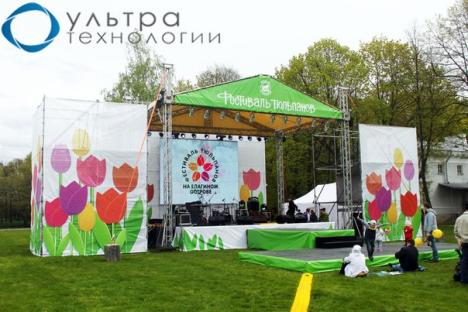 ультра
технологии
Фестиваль Тюльпанов
ФЕСТИВАЛЬ ТЮЛЬПАНОВ
НА ЕЛАГИНОМ
ОСТРОВЕ